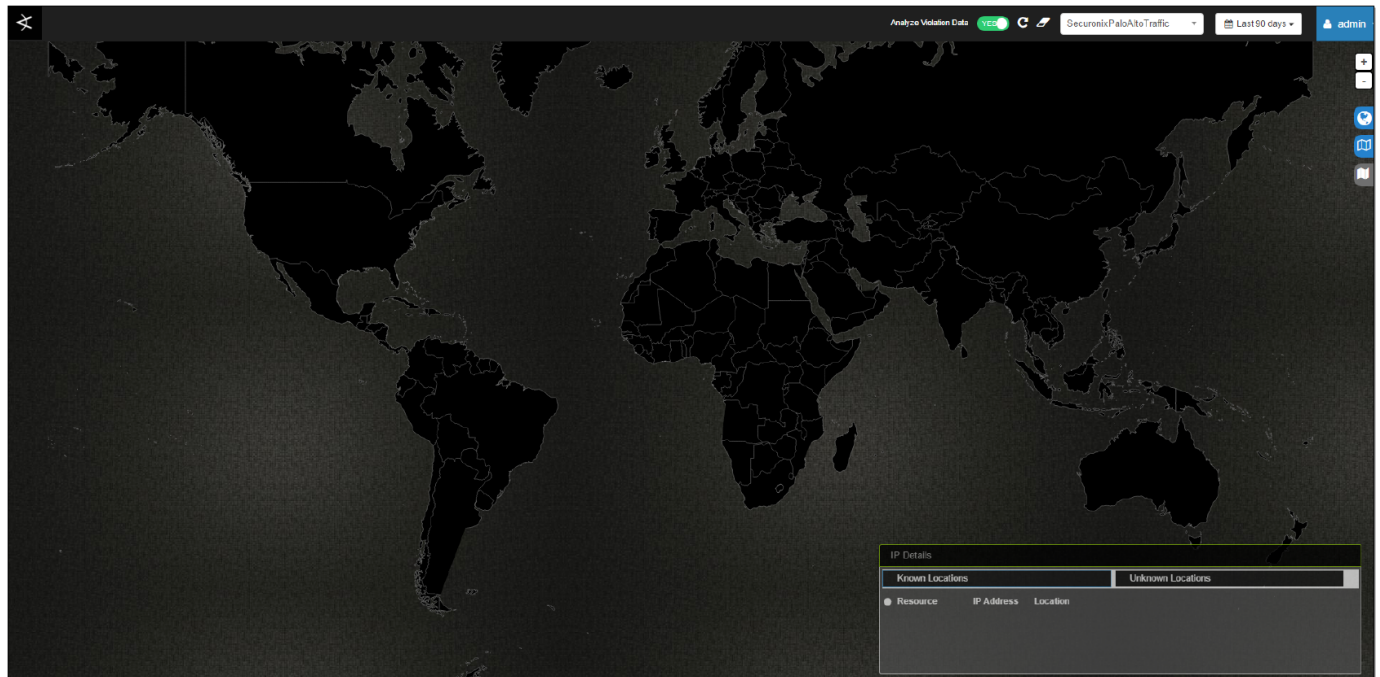 Analyze Violation Data YES SecuronixPaloAltoTraffic Last 90 days admin
+
-
IP Details
Known Locations Unknown Locations
Resource IP Address Location